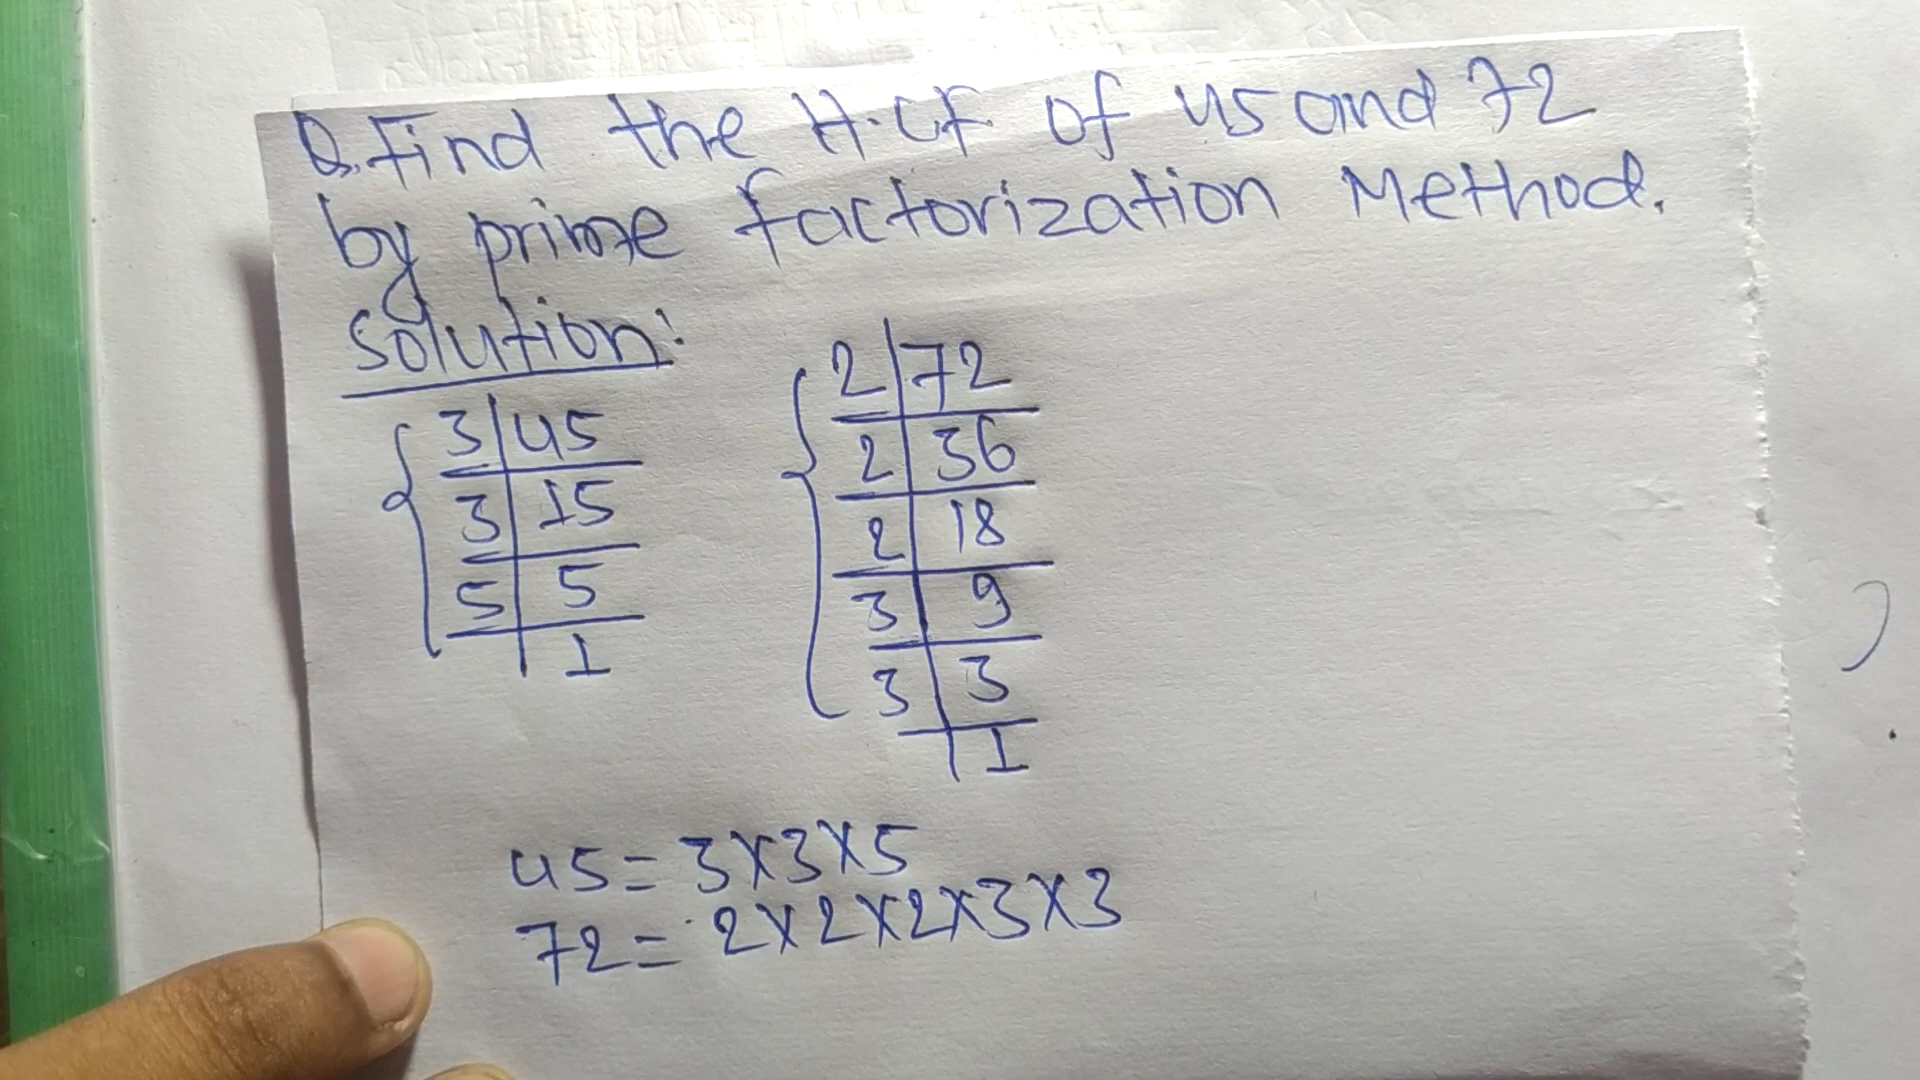 Q. Find the H.CF of 45 and 72
by prime factorization Method.
Solution:
3 | 45
3 | 15
5 | 5
1
2 | 72
2 | 36
2 | 18
3 | 9
3 | 3
1
45 = 3×3×5
72 = 2×2×2×3×3